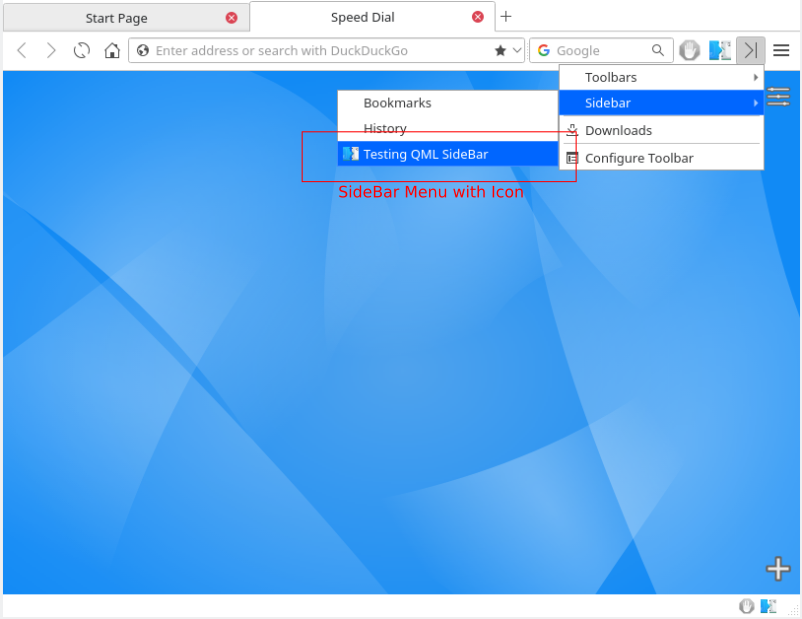 Start Page
Speed Dial
Enter address or search with DuckDuckGo
Google
Toolbars
Sidebar
Downloads
Configure Toolbar
Bookmarks
History
Testing QML SideBar
SideBar Menu with Icon